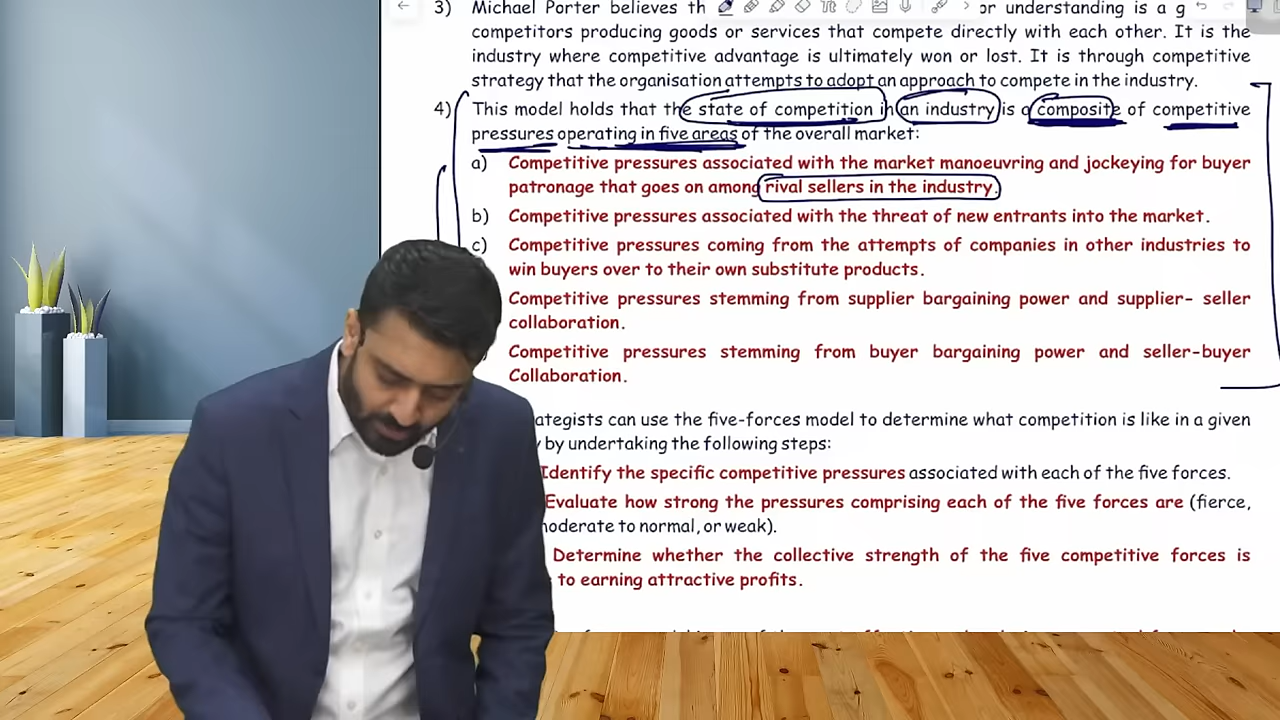 3) Michael Porter believes th or understanding is a g
competitors producing goods or services that compete directly with each other. It is the
industry where competitive advantage is ultimately won or lost. It is through competitive
strategy that the organisation attempts to adopt an approach to compete in the industry.
4) This model holds that the state of competition in an industry is a composite of competitive
pressures operating in five areas of the overall market:
a) Competitive pressures associated with the market manoeuvring and jockeying for buyer
patronage that goes on among rival sellers in the industry.
b) Competitive pressures associated with the threat of new entrants into the market.
c) Competitive pressures coming from the attempts of companies in other industries to
win buyers over to their own substitute products.
Competitive pressures stemming from supplier bargaining power and supplier- seller
collaboration.
Competitive pressures stemming from buyer bargaining power and seller-buyer
Collaboration.
ategists can use the five-forces model to determine what competition is like in a given
by undertaking the following steps:
Identify the specific competitive pressures associated with each of the five forces.
Evaluate how strong the pressures comprising each of the five forces are (fierce,
moderate to normal, or weak).
Determine whether the collective strength of the five competitive forces is
to earning attractive profits.